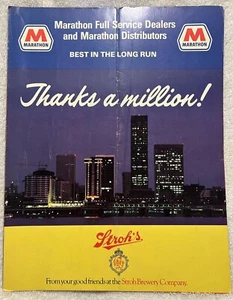 M
MARATHON
Marathon Full Service Dealers
and Marathon Distributors
BEST IN THE LONG RUN
M
MARATHON
Thanks a million!
Stroh's
From your good friends at the Stroh Brewery Company.